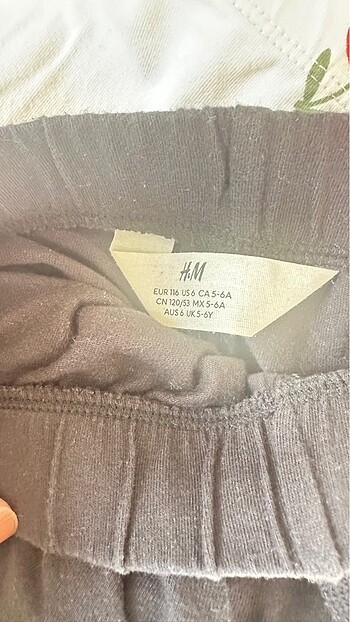 H&M
EUR 116 US 6 CA 5-6A
CN 120/53 MX 5-6A
AUS 6 UK 5-6Y